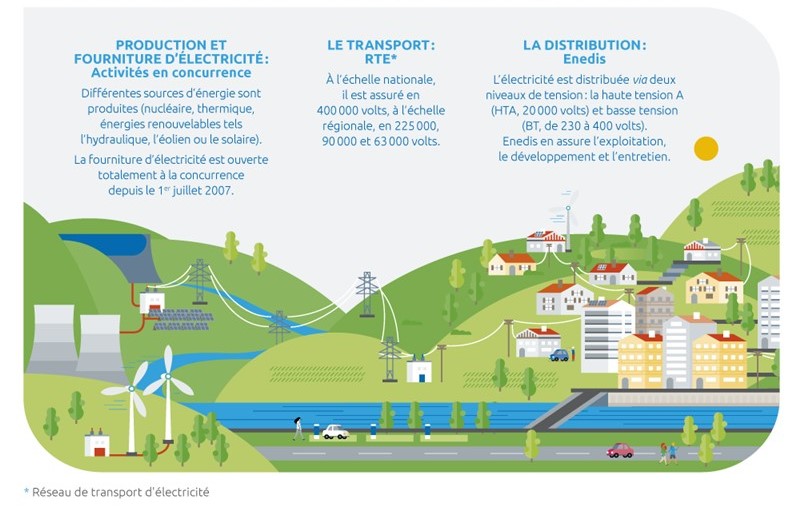 PRODUCTION ET
FOURNITURE D'ÉLECTRICITÉ :
Activités en concurrence
Différentes sources d'énergie sont
produites (nucléaire, thermique,
énergies renouvelables tels
l'hydraulique, l'éolien ou le solaire).
La fourniture d'électricité est ouverte
totalement à la concurrence
depuis le 1er juillet 2007.
LE TRANSPORT :
RTE*
À l'échelle nationale,
il est assuré en
400 000 volts, à l'échelle
régionale, en 225 000,
90 000 et 63 000 volts.
LA DISTRIBUTION :
Enedis
L'électricité est distribuée via deux
niveaux de tension : la haute tension A
(HTA, 20 000 volts) et basse tension
(BT, de 230 à 400 volts).
Enedis en assure l'exploitation,
le développement et l'entretien.
* Réseau de transport d'électricité